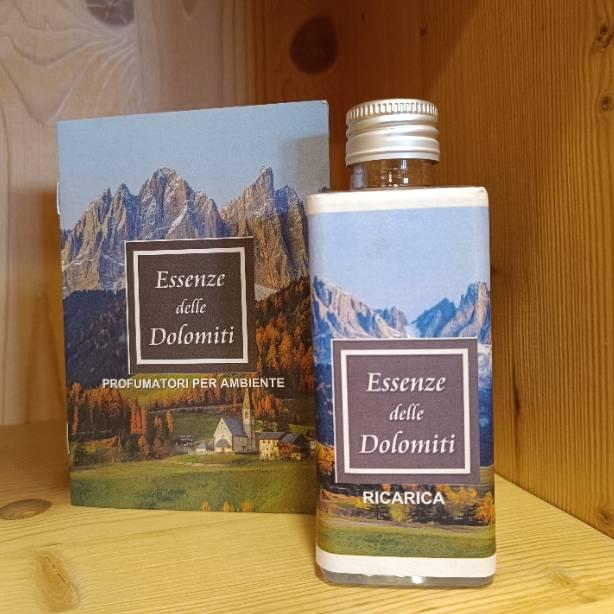 Essenze
delle
Dolomiti
PROFUMATORI PER AMBIENTE
Essenze
delle
Dolomiti
RICARICA